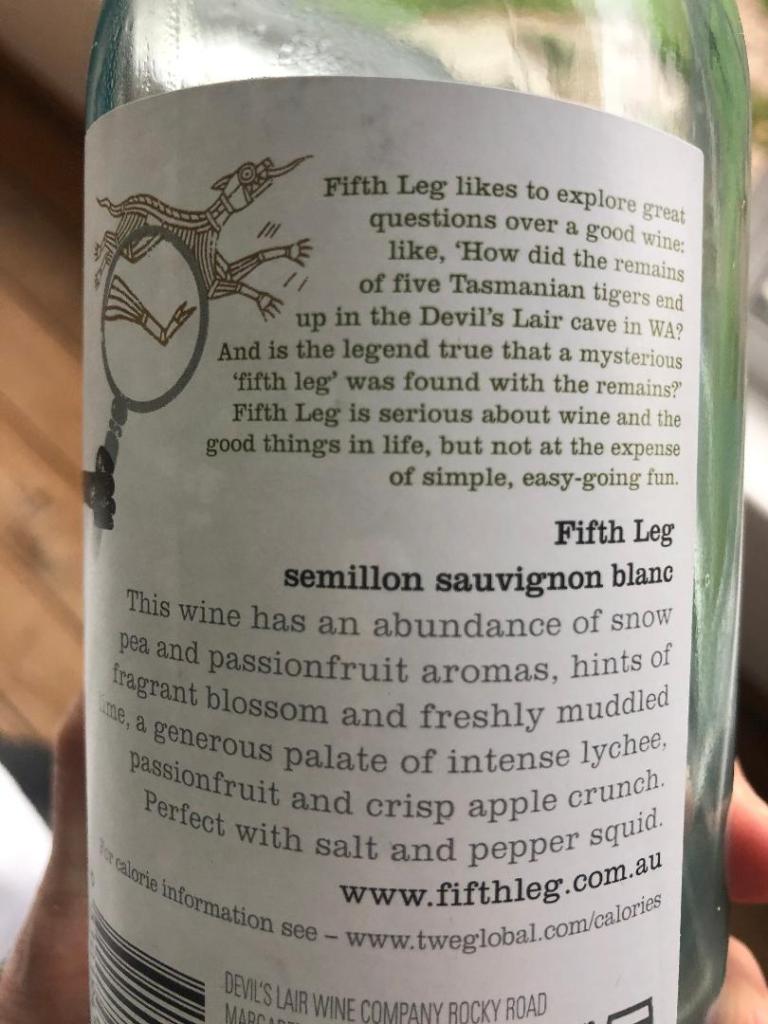 Fifth Leg likes to explore great
questions over a good wine:
like, ‘How did the remains
of five Tasmanian tigers end
up in the Devil's Lair cave in WA?
And is the legend true that a mysterious
‘fifth leg’ was found with the remains?’
Fifth Leg is serious about wine and the
good things in life, but not at the expense
of simple, easy-going fun.
Fifth Leg
semillon sauvignon blanc
This wine has an abundance of snow
pea and passionfruit aromas, hints of
fragrant blossom and freshly muddled
lime, a generous palate of intense lychee,
passionfruit and crisp apple crunch.
Perfect with salt and pepper squid.
www.fifthleg.com.au
For calorie information see – www.tweglobal.com/calories
DEVIL'S LAIR WINE COMPANY ROCKY ROAD